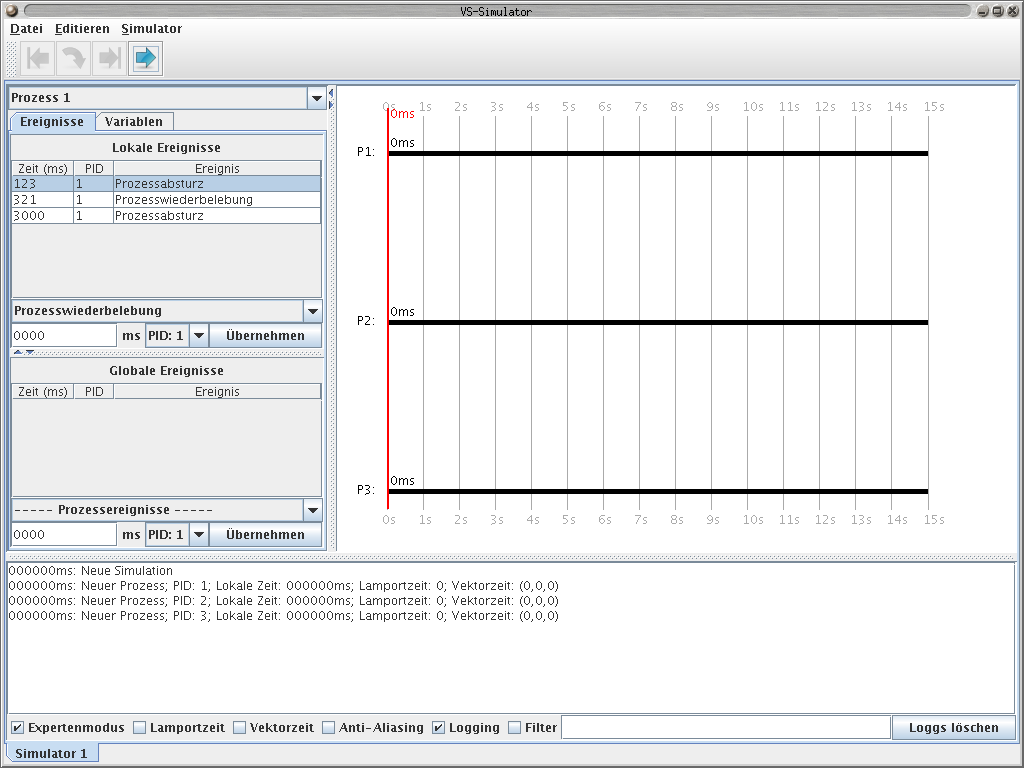 VS-Simulator
Datei Editieren Simulator
Prozess 1
Ereignisse Variablen
Lokale Ereignisse
Zeit (ms) PID Ereignis
123 1 Prozessabsturz
321 1 Prozesswiederbelebung
3000 1 Prozessabsturz
Prozesswiederbelebung
0000 ms PID: 1 Übernehmen
Globale Ereignisse
Zeit (ms) PID Ereignis
----- Prozessereignisse -----
0000 ms PID: 1 Übernehmen
0s 1s 2s 3s 4s 5s 6s 7s 8s 9s 10s 11s 12s 13s 14s 15s
0ms
0ms
P1:
0ms
P2:
0ms
P3:
0s 1s 2s 3s 4s 5s 6s 7s 8s 9s 10s 11s 12s 13s 14s 15s
000000ms: Neue Simulation
000000ms: Neuer Prozess; PID: 1; Lokale Zeit: 000000ms; Lamportzeit: 0; Vektorzeit: (0,0,0)
000000ms: Neuer Prozess; PID: 2; Lokale Zeit: 000000ms; Lamportzeit: 0; Vektorzeit: (0,0,0)
000000ms: Neuer Prozess; PID: 3; Lokale Zeit: 000000ms; Lamportzeit: 0; Vektorzeit: (0,0,0)
Expertenmodus Lamportzeit Vektorzeit Anti-Aliasing Logging Filter Loggs löschen
Simulator 1